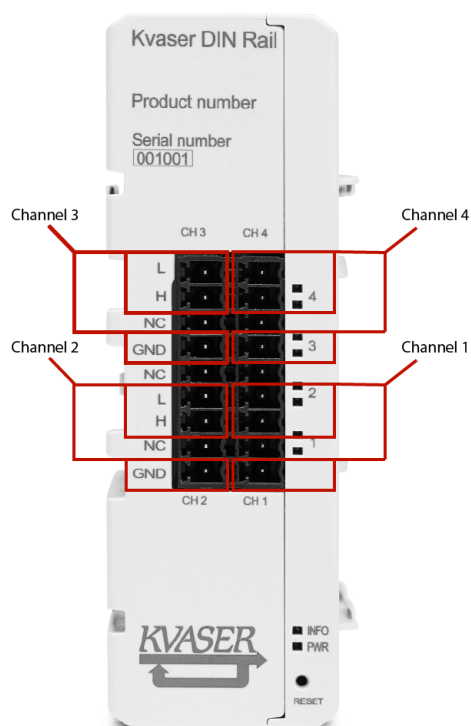 Kvaser DIN Rail
Product number
Serial number
001001
Channel 3
Channel 4
CH 3
CH 4
L
H
4
NC
GND
3
Channel 2
Channel 1
NC
L
2
H
NC
1
GND
CH 2
CH 1
KVASER
INFO
PWR
RESET